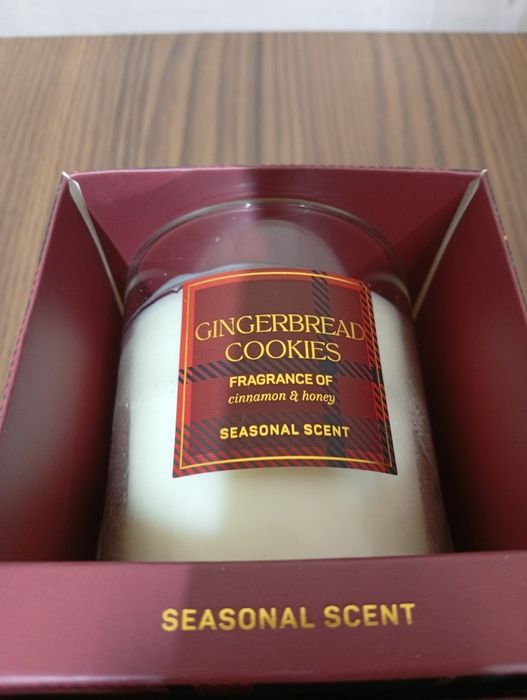 GINGERBREAD
COOKIES
FRAGRANCE OF
cinnamon & honey
SEASONAL SCENT
SEASONAL SCENT